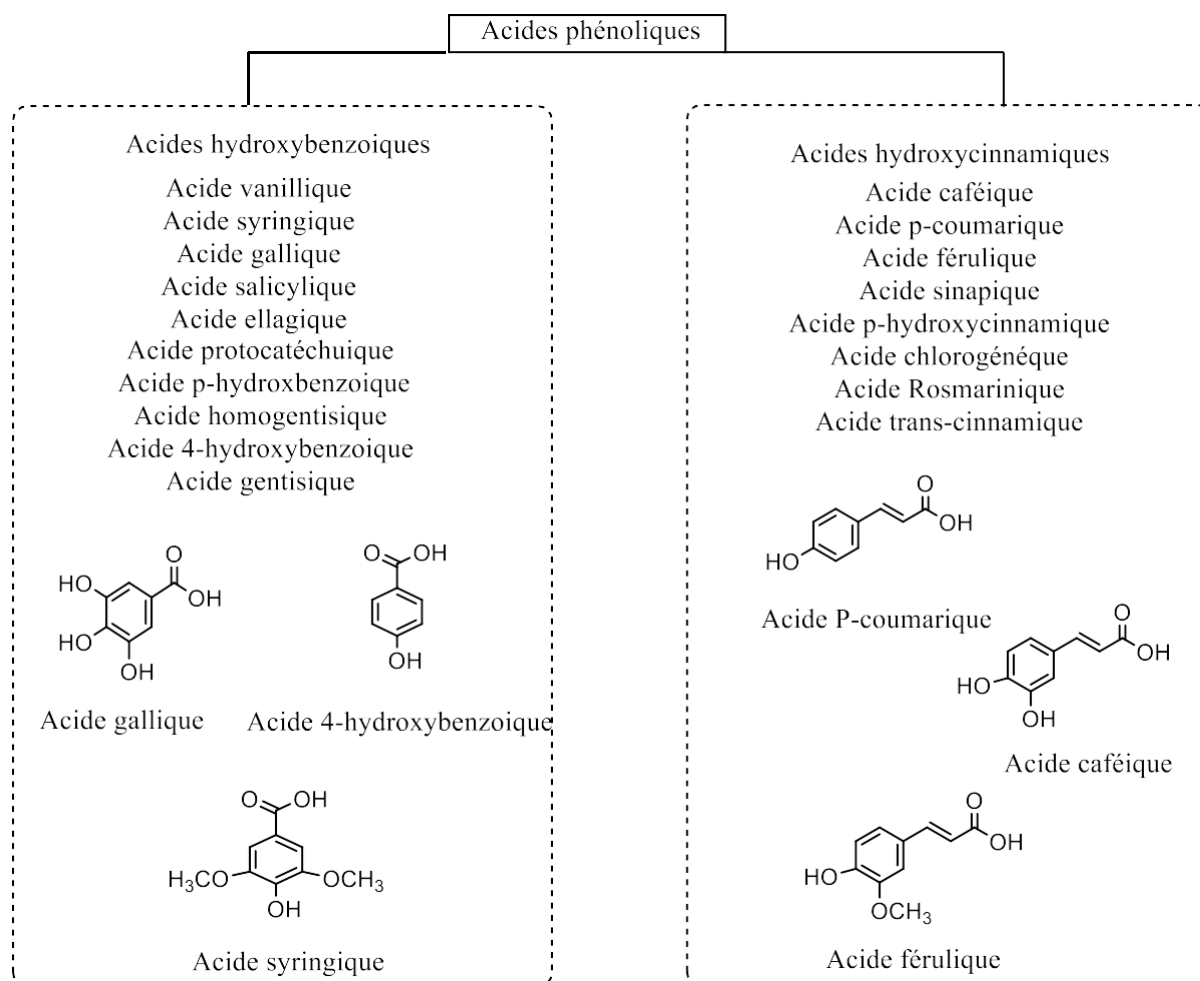 Acides phénoliques
Acides hydroxybenzoiques
Acide vanillique
Acide syringique
Acide gallique
Acide salicylique
Acide ellagique
Acide protocatéchuique
Acide p-hydroxbenzoique
Acide homogentisique
Acide 4-hydroxybenzoique
Acide gentisique
O
HO
OH
HO
OH
Acide gallique
O
OH
OH
Acide 4-hydroxybenzoique
O
OH
H3CO
OCH3
OH
Acide syringique
Acides hydroxycinnamiques
Acide caféique
Acide p-coumarique
Acide férulique
Acide sinapique
Acide p-hydroxycinnamique
Acide chlorogénéque
Acide Rosmarinique
Acide trans-cinnamique
O
OH
HO
Acide P-coumarique
O
OH
HO
OH
Acide caféique
O
OH
HO
OCH3
Acide férulique